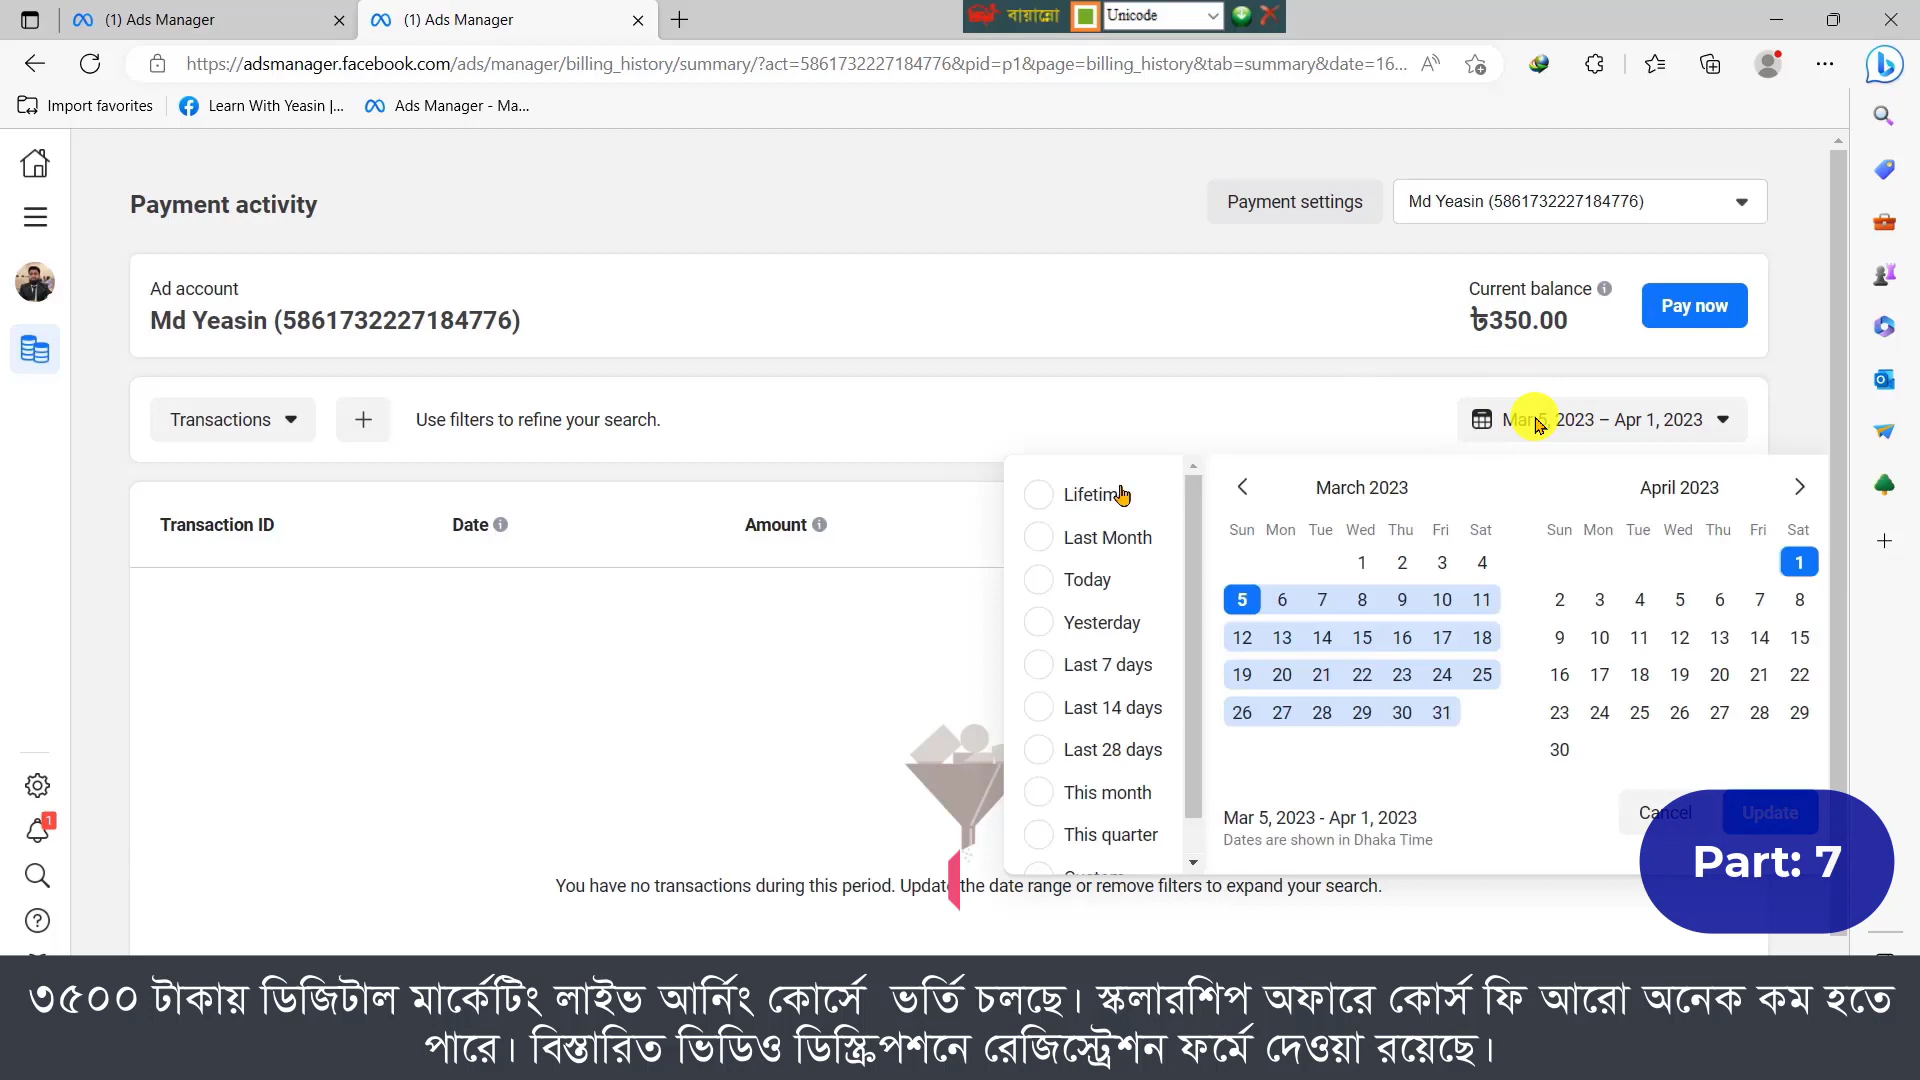 (1) Ads Manager
(1) Ads Manager
বায়ান্নো
Unicode
https://adsmanager.facebook.com/ads/manager/billing_history/summary/?act=5861732227184776&pid=p1&page=billing_history&tab=summary&date=16...
Import favorites
Learn With Yeasin |...
Ads Manager - Ma...
Payment activity
Payment settings
Md Yeasin (5861732227184776)
Ad account
Md Yeasin (5861732227184776)
Current balance
৳350.00
Pay now
Transactions
Use filters to refine your search.
Mar 5, 2023 – Apr 1, 2023
Transaction ID
Date
Amount
Lifetime
Last Month
Today
Yesterday
Last 7 days
Last 14 days
Last 28 days
This month
This quarter
March 2023
Sun Mon Tue Wed Thu Fri Sat
1 2 3 4
5 6 7 8 9 10 11
12 13 14 15 16 17 18
19 20 21 22 23 24 25
26 27 28 29 30 31
April 2023
Sun Mon Tue Wed Thu Fri Sat
1
2 3 4 5 6 7 8
9 10 11 12 13 14 15
16 17 18 19 20 21 22
23 24 25 26 27 28 29
30
Mar 5, 2023 - Apr 1, 2023
Dates are shown in Dhaka Time
Cancel
Update
Part: 7
1
You have no transactions during this period. Update the date range or remove filters to expand your search.
৩৫০০ টাকায় ডিজিটাল মার্কেটিং লাইভ আর্নিং কোর্সে ভর্তি চলছে। স্কলারশিপ অফারে কোর্স ফি আরো অনেক কম হতে
পারে। বিস্তারিত ভিডিও ডিস্ক্রিপশনে রেজিস্ট্রেশন ফর্মে দেওয়া রয়েছে।